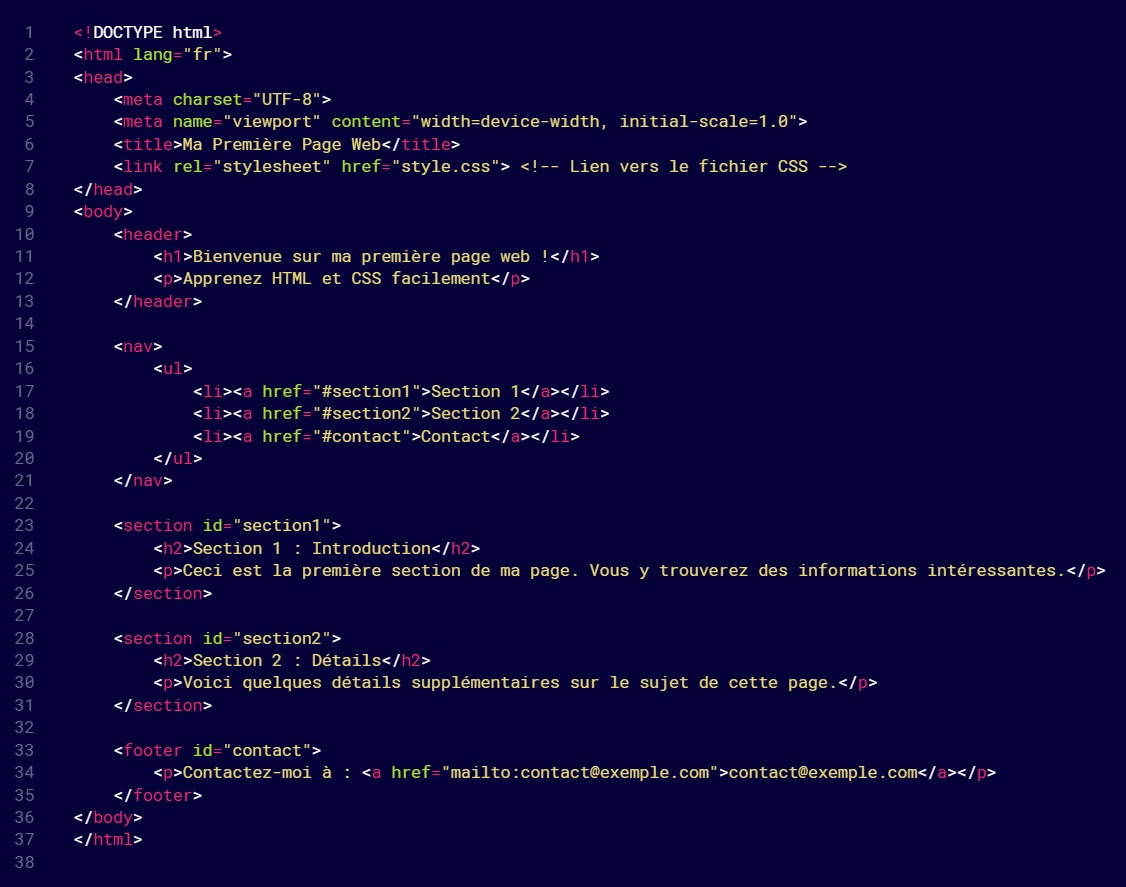 1 <!DOCTYPE html>
2 <html lang="fr">
3 <head>
4     <meta charset="UTF-8">
5     <meta name="viewport" content="width=device-width, initial-scale=1.0">
6     <title>Ma Première Page Web</title>
7     <link rel="stylesheet" href="style.css"> <!-- Lien vers le fichier CSS -->
8 </head>
9 <body>
10     <header>
11         <h1>Bienvenue sur ma première page web !</h1>
12         <p>Apprenez HTML et CSS facilement</p>
13     </header>
14
15     <nav>
16         <ul>
17             <li><a href="#section1">Section 1</a></li>
18             <li><a href="#section2">Section 2</a></li>
19             <li><a href="#contact">Contact</a></li>
20         </ul>
21     </nav>
22
23     <section id="section1">
24         <h2>Section 1 : Introduction</h2>
25         <p>Ceci est la première section de ma page. Vous y trouverez des informations intéressantes.</p>
26     </section>
27
28     <section id="section2">
29         <h2>Section 2 : Détails</h2>
30         <p>Voici quelques détails supplémentaires sur le sujet de cette page.</p>
31     </section>
32
33     <footer id="contact">
34         <p>Contactez-moi à : <a href="mailto:contact@exemple.com">contact@exemple.com</a></p>
35     </footer>
36 </body>
37 </html>
38